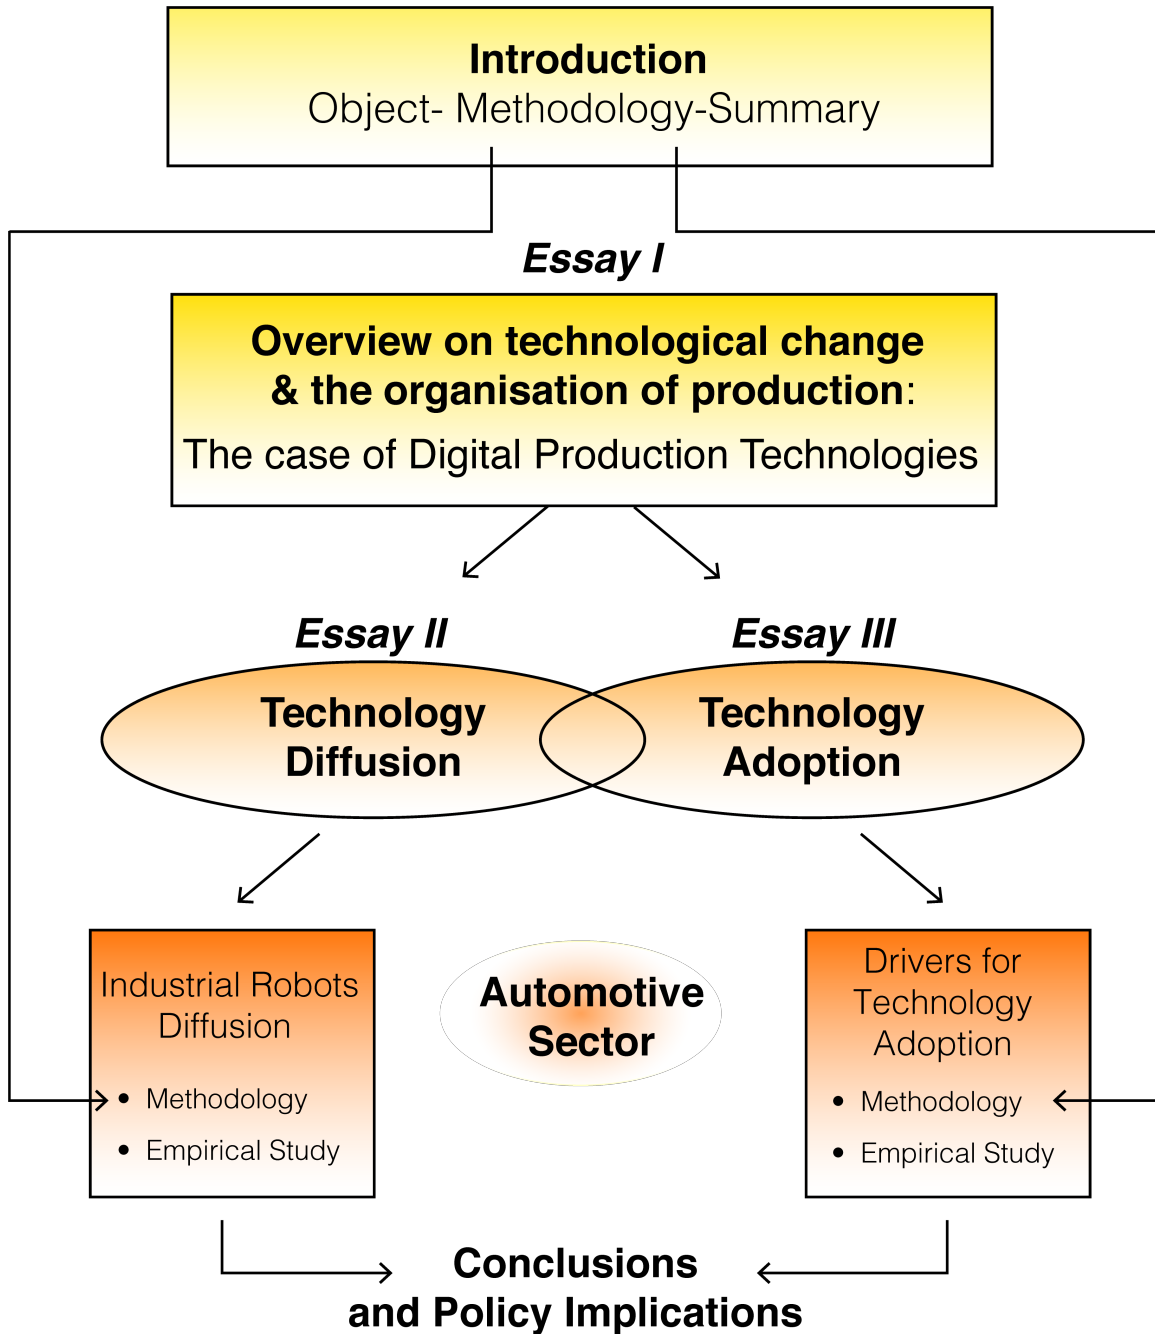 Introduction
Object- Methodology-Summary
Essay I
Overview on technological change
& the organisation of production:
The case of Digital Production Technologies
Essay II
Essay III
Technology
Diffusion
Technology
Adoption
Industrial Robots
Diffusion
• Methodology
• Empirical Study
Automotive
Sector
Drivers for
Technology
Adoption
• Methodology
• Empirical Study
Conclusions
and Policy Implications